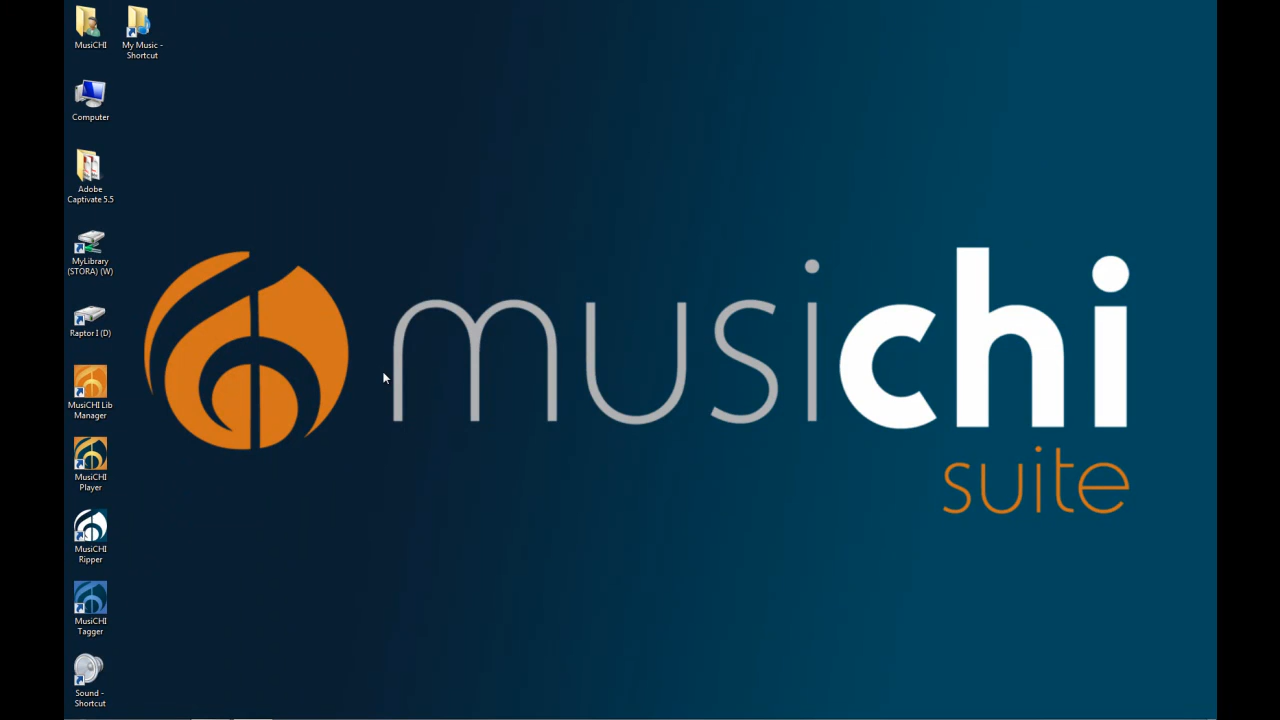 MusiCHI
My Music -
Shortcut
Computer
Adobe
Captivate 5.5
MyLibrary
(STORA) (W)
Raptor I (D)
MusiCHI Lib
Manager
MusiCHI
Player
MusiCHI
Ripper
MusiCHI
Tagger
Sound -
Shortcut
musichi
suite